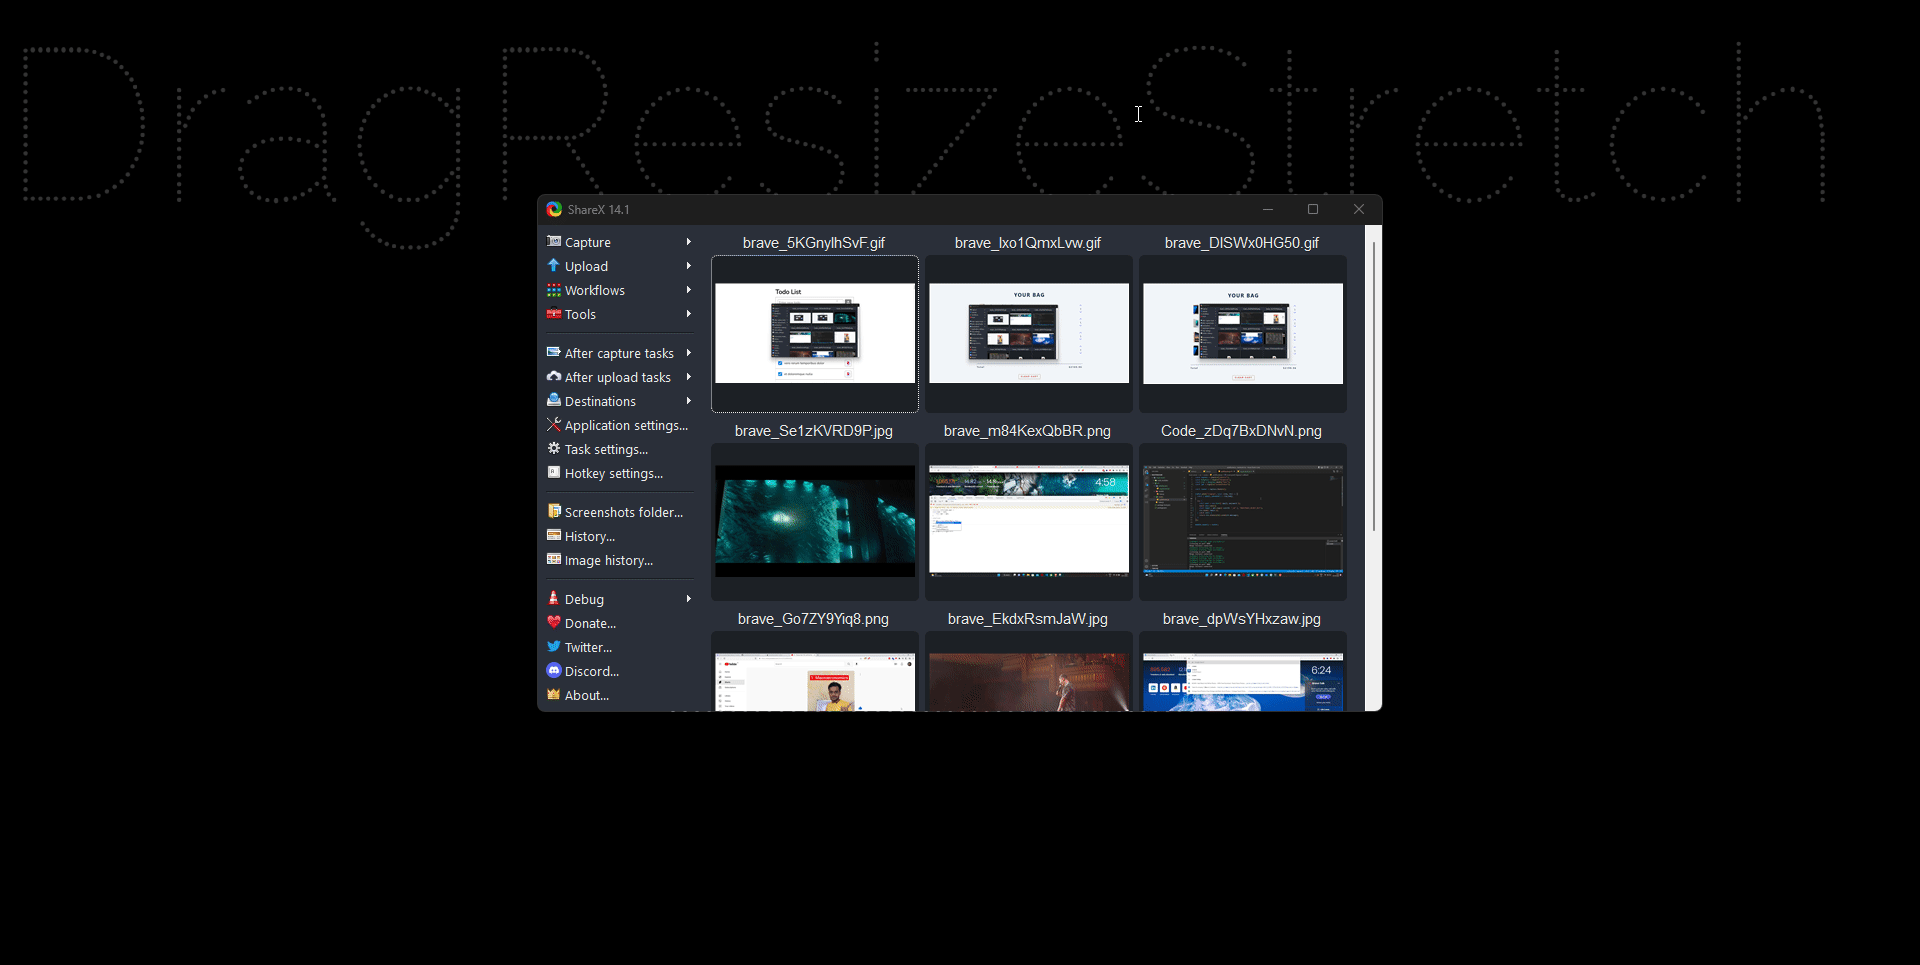 DragResizeStretch
ShareX 14.1
Capture
Upload
Workflows
Tools
After capture tasks
After upload tasks
Destinations
Application settings...
Task settings...
Hotkey settings...
Screenshots folder...
History...
Image history...
Debug
Donate...
Twitter...
Discord...
About...
brave_5KGnylhSvF.gif
brave_lxo1QmxLvw.gif
brave_DISWx0HG50.gif
Todo List
YOUR BAG
YOUR BAG
brave_Se1zKVRD9P.jpg
brave_m84KexQbBR.png
Code_zDq7BxDNvN.png
4:58
brave_Go7ZY9Yiq8.png
brave_EkdxRsmJaW.jpg
brave_dpWsYHxzaw.jpg
6:24